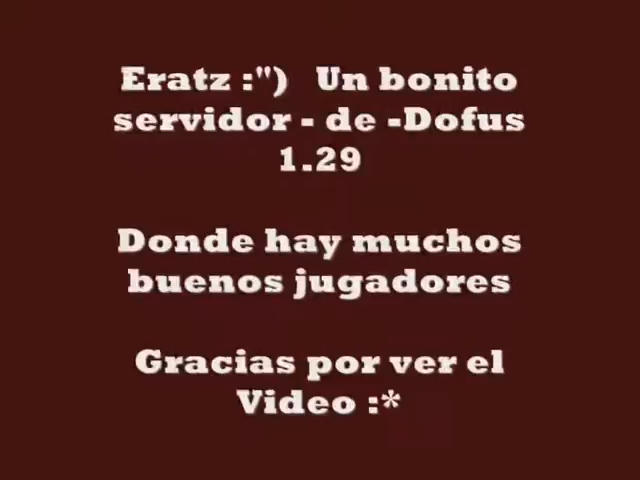 Eratz :") Un bonito
servidor - de -Dofus
1.29
Donde hay muchos
buenos jugadores
Gracias por ver el
Video :*